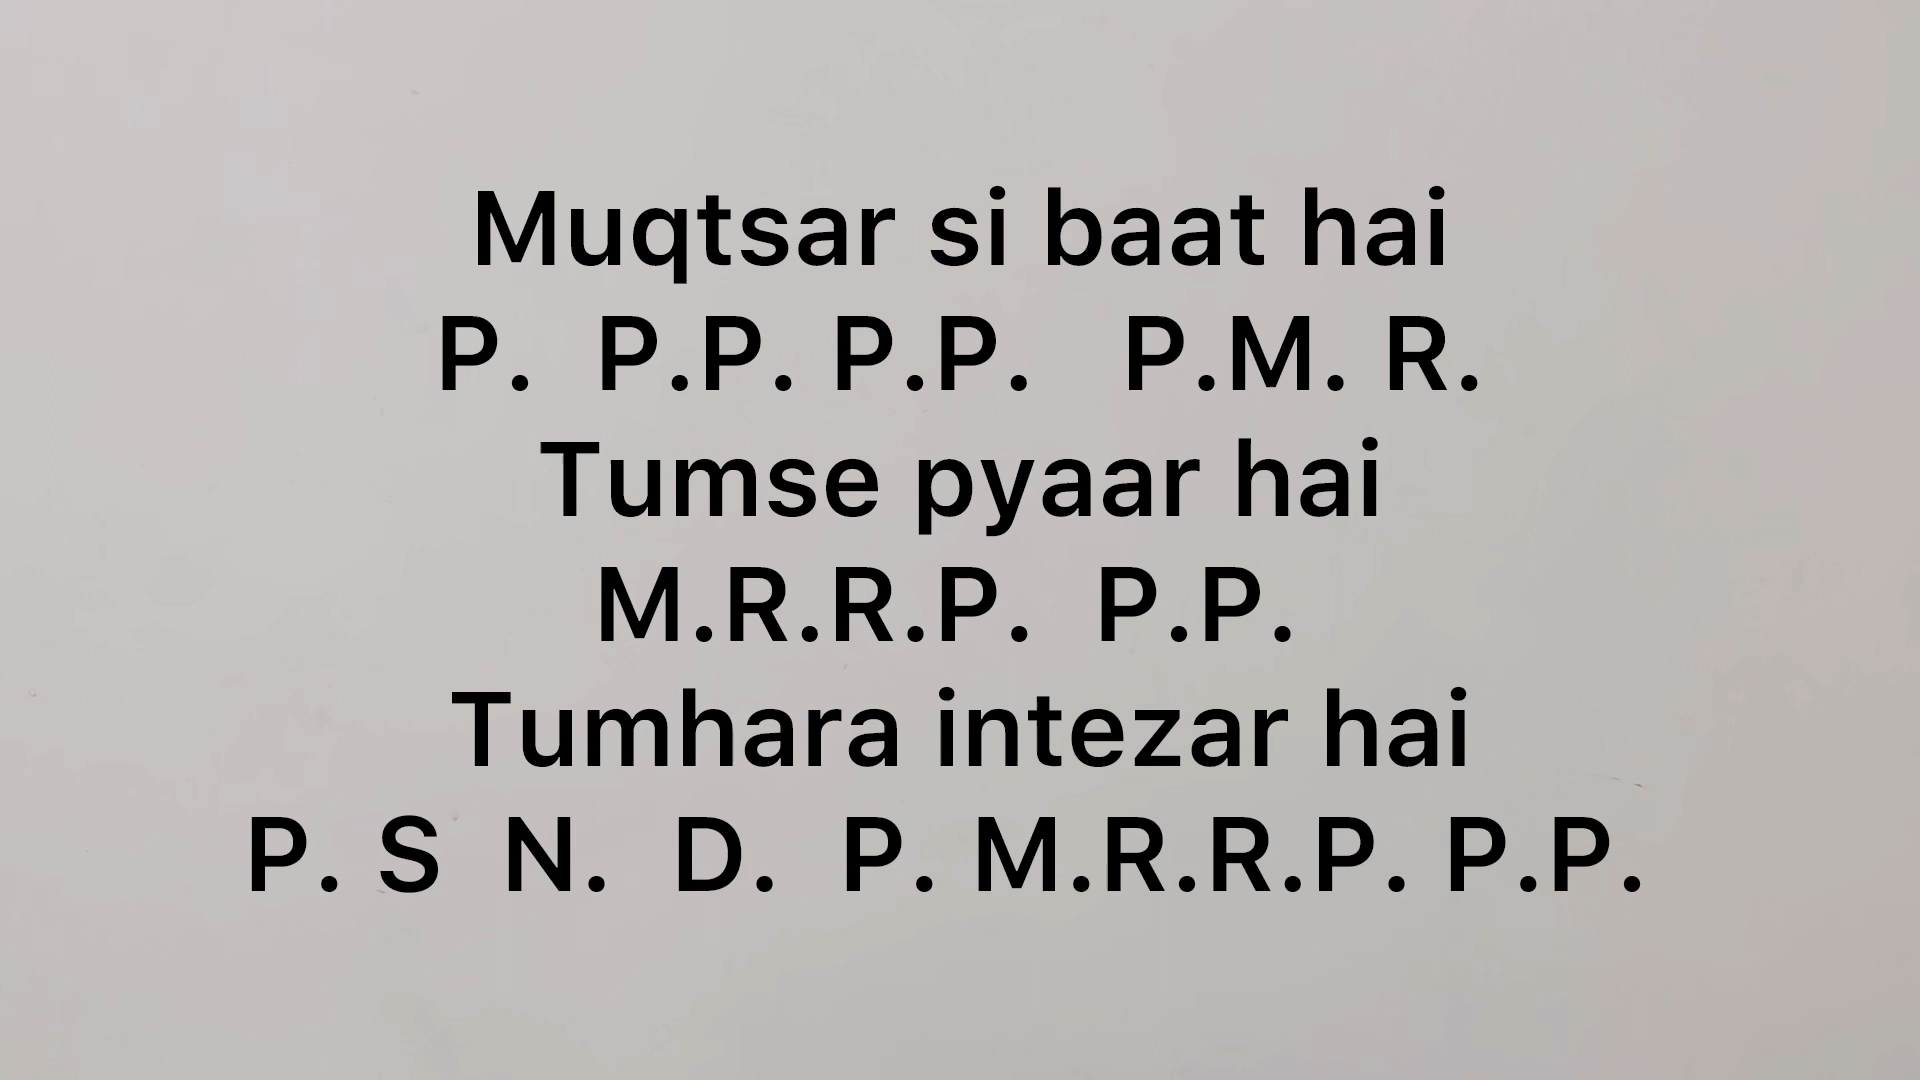 Muqtsar si baat hai
P.  P.P. P.P.   P.M. R.
Tumse pyaar hai
M.R.R.P.  P.P.
Tumhara intezar hai
P. S  N.  D.  P. M.R.R.P. P.P.